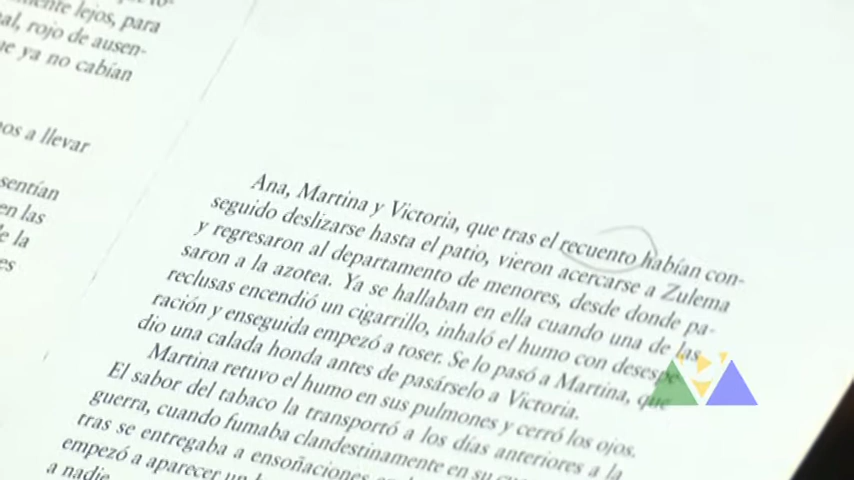 lejos, para
rojo de ausen-
ya no cabían
a llevar
sentían
en las
de la
Ana, Martina y Victoria, que tras el recuento habían con-
seguido deslizarse hasta el patio, vieron acercarse a Zulema
y regresaron al departamento de menores, desde donde pa-
saron a la azotea. Ya se hallaban en ella cuando una de las
reclusas encendió un cigarrillo, inhaló el humo con desespe-
ración y enseguida empezó a toser. Se lo pasó a Martina, que
dio una calada honda antes de pasárselo a Victoria.
Martina retuvo el humo en sus pulmones y cerró los ojos.
El sabor del tabaco la transportó a los días anteriores a la
guerra, cuando fumaba clandestinamente en su
tras se entregaba a ensoñaciones
empezó a aparecer un
a nadie